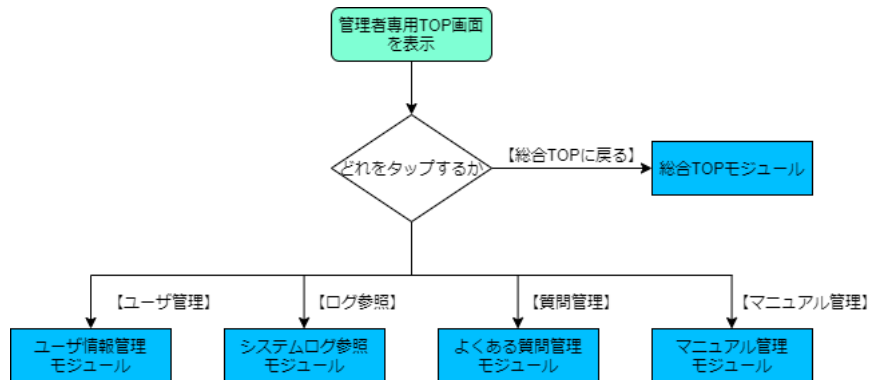 管理者専用TOP画面
を表示
どれをタップするか
【総合TOPに戻る】
総合TOPモジュール
【ユーザ管理】
【ログ参照】
【質問管理】
【マニュアル管理】
ユーザ情報管理
モジュール
システムログ参照
モジュール
よくある質問管理
モジュール
マニュアル管理
モジュール